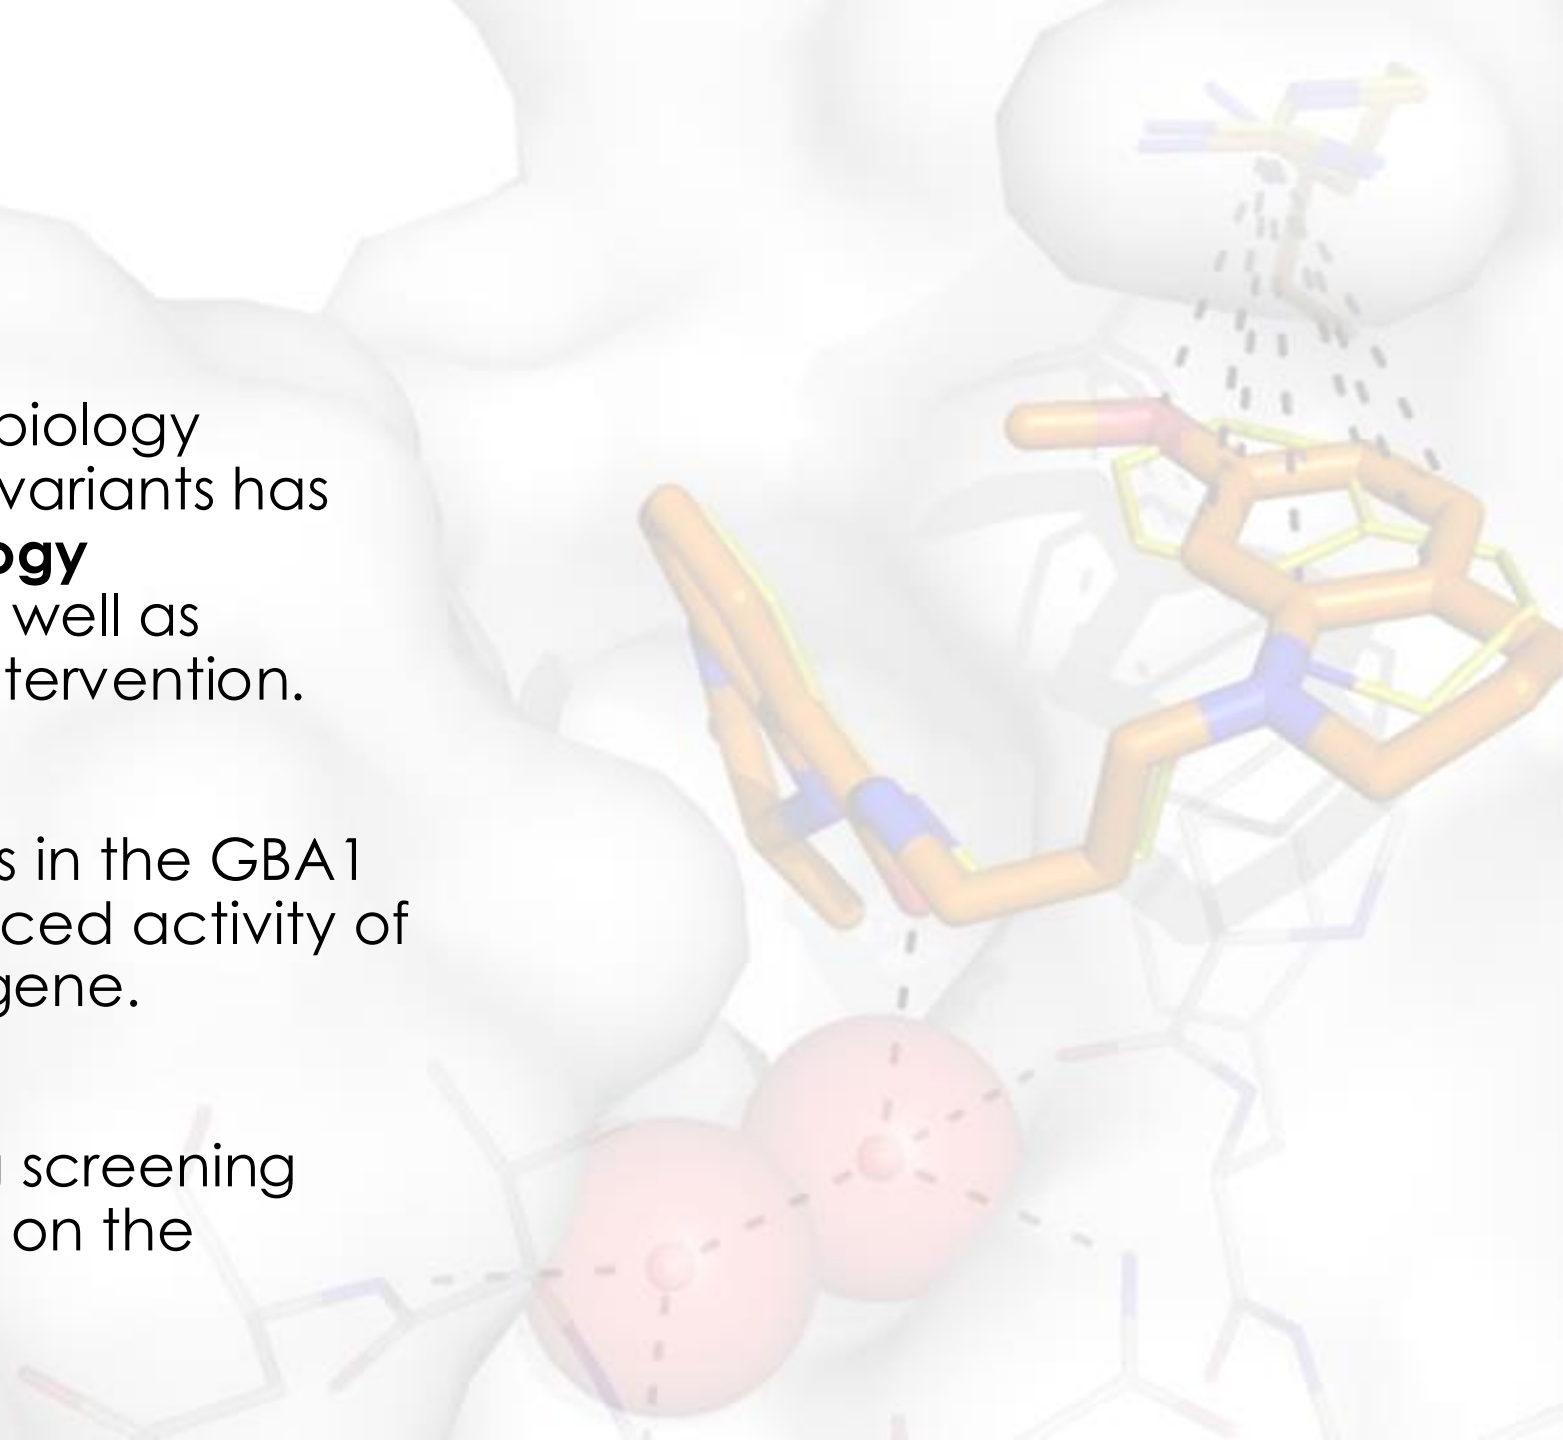 biology
variants has
ogy
well as
tervention.
s in the GBA1
ced activity of
gene.
screening
on the